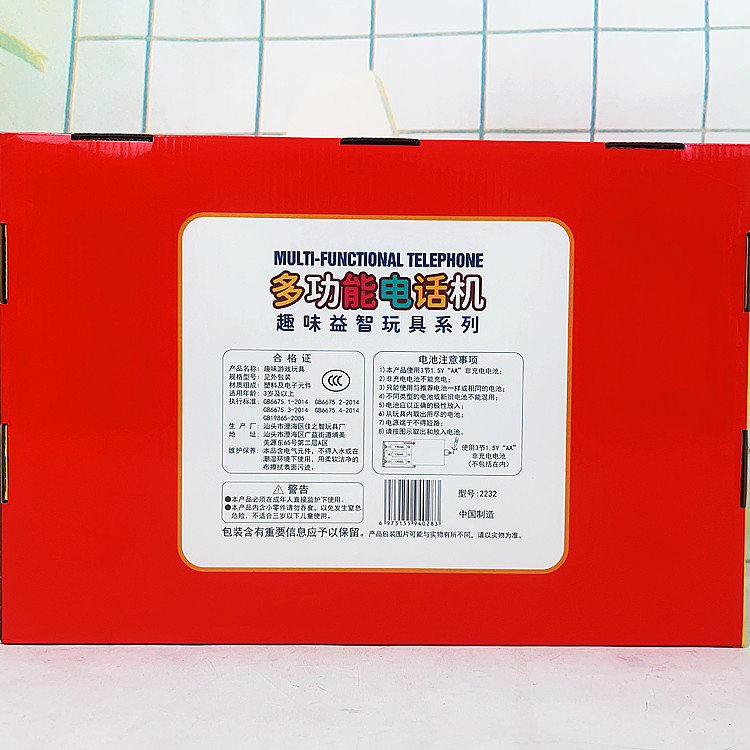 MULTI-FUNCTIONAL TELEPHONE
多功能电话机
趣味益智玩具系列
合格证
产品名称：趣味游戏玩具
规格型号：见外包装
材质组成：塑料及电子元件
适用年龄：3岁及以上
执行标准：GB6675.1-2014 GB6675.2-2014
GB6675.3-2014 GB6675.4-2014
GB19865-2005
生产厂：汕头市澄海区佳之智玩具厂
地址：汕头市澄海区广益街道埔美
美源东65号第二层A区
维护保养：本品含电气元件，不得入水或在
潮湿环境下使用，用柔软洁净的
布擦拭表面污迹。
CCC
电池注意事项
1)本产品使用3节1.5V“AA”非充电电池；
2)非充电电池不能充电；
3)只能使用与推荐电池一样或相同的电池；
4)不同类型的电池或新旧电池不能混用；
5)电池应以正确的极性放入；
6)从玩具内取出用尽的电池；
7)电源端子不得短路；
8)请按图示取出和放入电池。
使用3节1.5V“AA”
非充电电池
(不包括在内)
警告
●本产品必须在成年人直接监护下使用。
●本产品内含小零件请勿吞食，以免发生窒息
危险，不适合三岁以下儿童使用。
6 973155 940283
型号：2232
中国制造
包装含有重要信息应予以保留。产品包装图片可能与实物有所不同，请以实物为准。